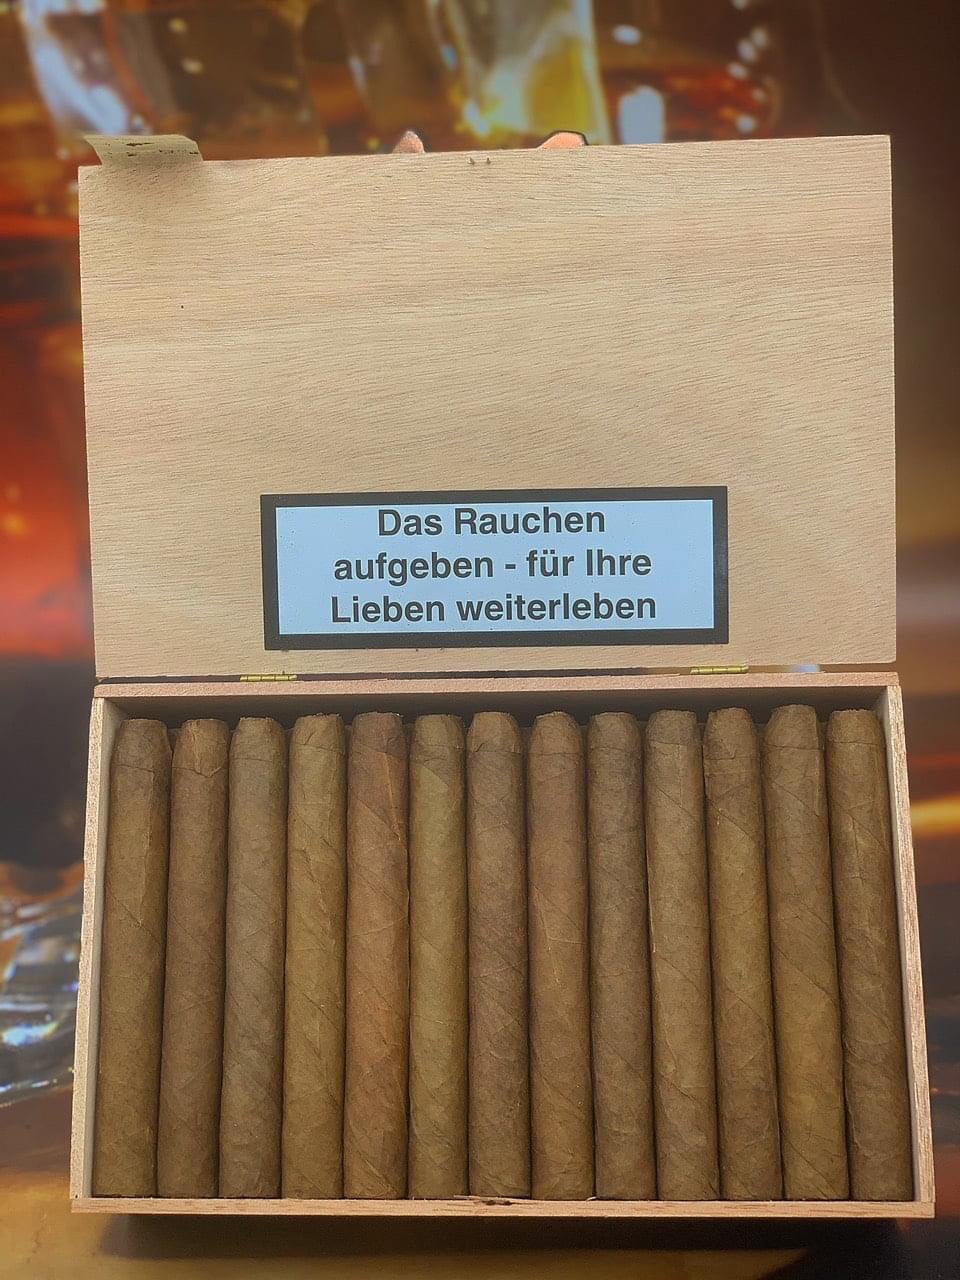 Das Rauchen
aufgeben - für Ihre
Lieben weiterleben